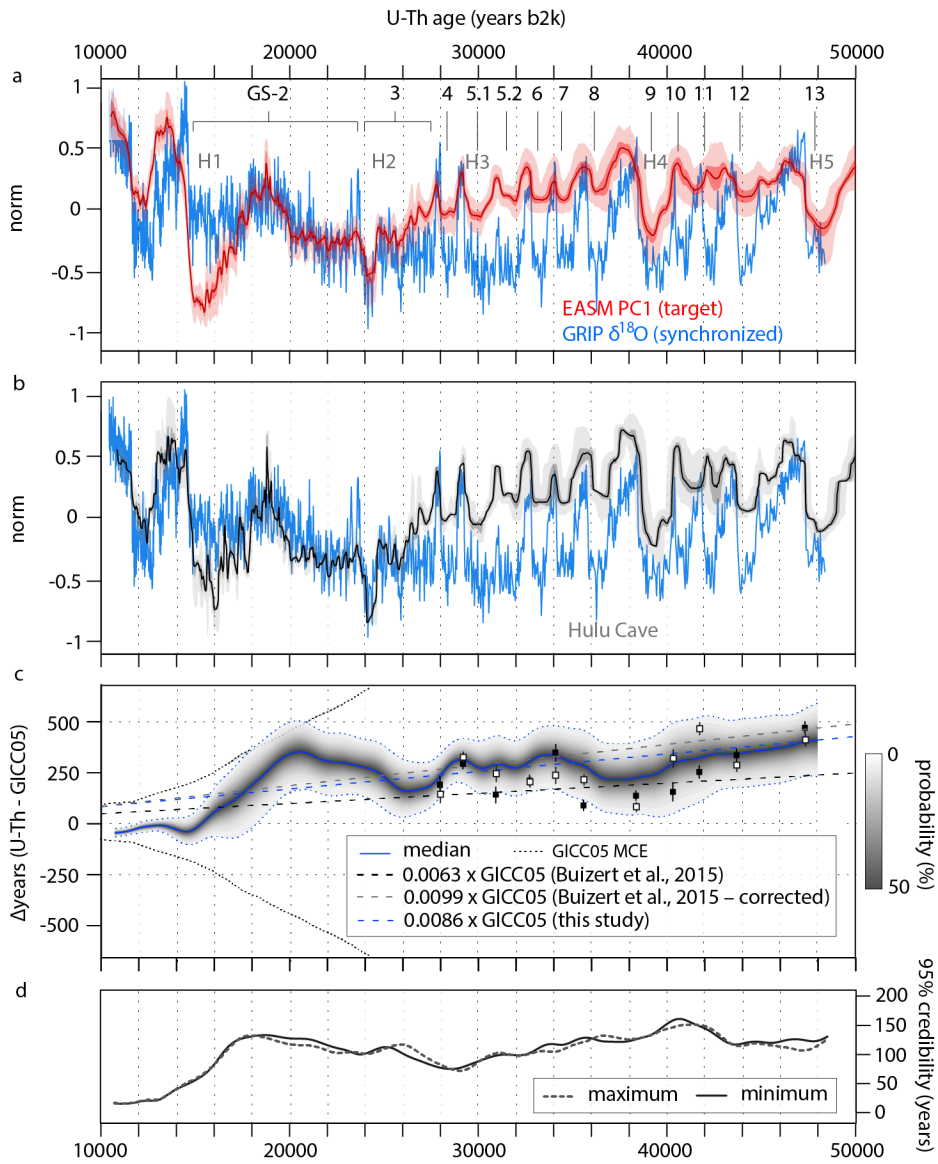 U-Th age (years b2k)
10000 20000 30000 40000 50000
a
GS-2 3 4 5.1 5.2 6 7 8 9 10 11 12 13
H1 H2 H3 H4 H5
1
0.5
0
-0.5
-1
norm
EASM PC1 (target)
GRIP δ18O (synchronized)
b
1
0.5
0
-0.5
-1
norm
Hulu Cave
c
500
250
0
-250
-500
Δyears (U-Th - GICC05)
median
GICC05 MCE
0.0063 x GICC05 (Buizert et al., 2015)
0.0099 x GICC05 (Buizert et al., 2015 – corrected)
0.0086 x GICC05 (this study)
0
50
probability (%)
d
200
150
100
50
0
95% credibility (years)
maximum
minimum
10000 20000 30000 40000 50000